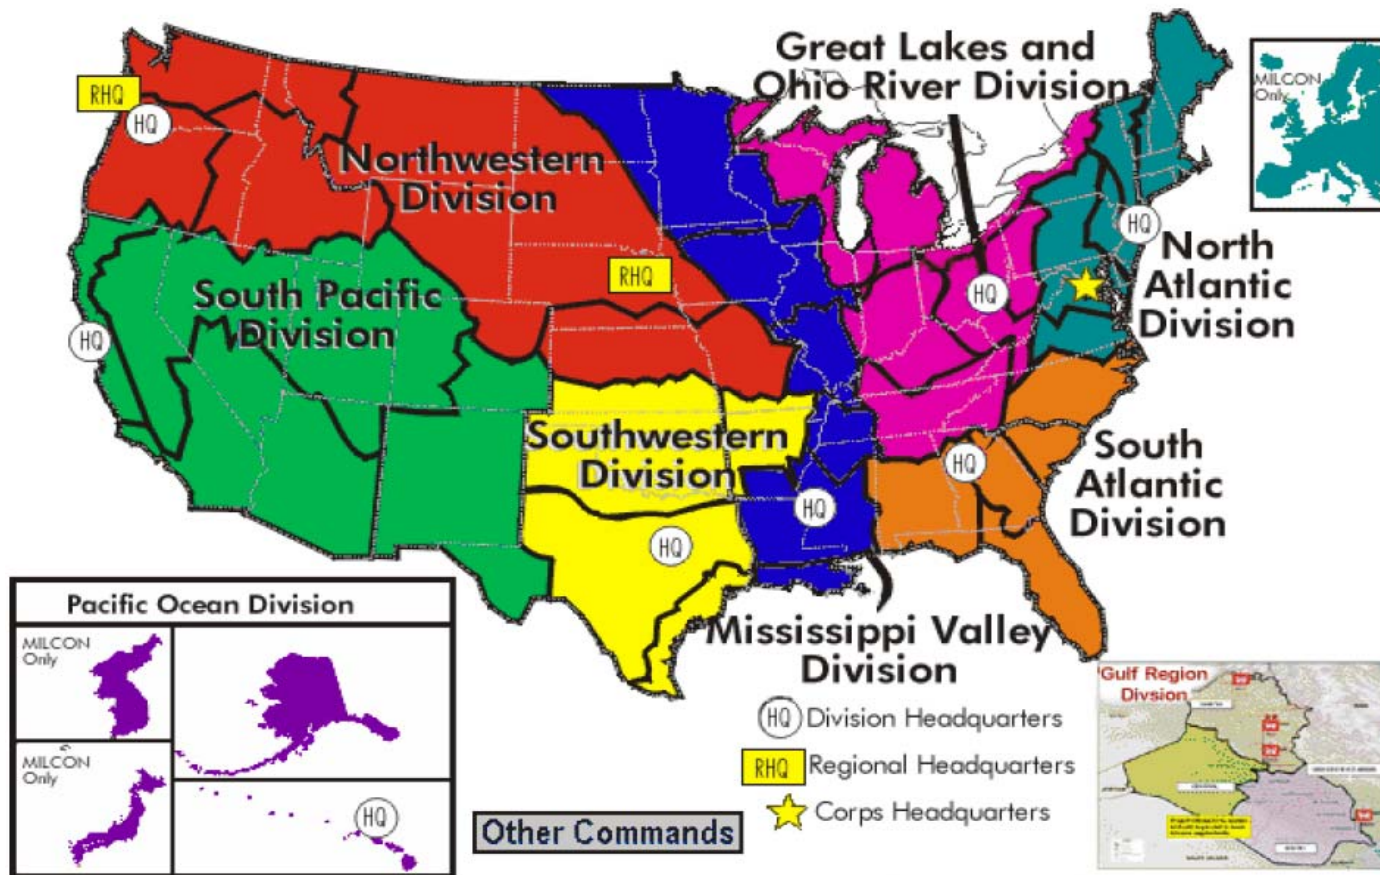 Great Lakes and
Ohio River Division
MILCON
Only
RHQ
HQ
Northwestern
Division
HQ
North
Atlantic
Division
RHQ
HQ
South Pacific
Division
HQ
Southwestern
Division
HQ
South
Atlantic
Division
HQ
HQ
Pacific Ocean Division
MILCON
Only
Mississippi Valley
Division
Gulf Region
Divsion
HQ Division Headquarters
MILCON
Only
RHQ Regional Headquarters
HQ
Corps Headquarters
Other Commands